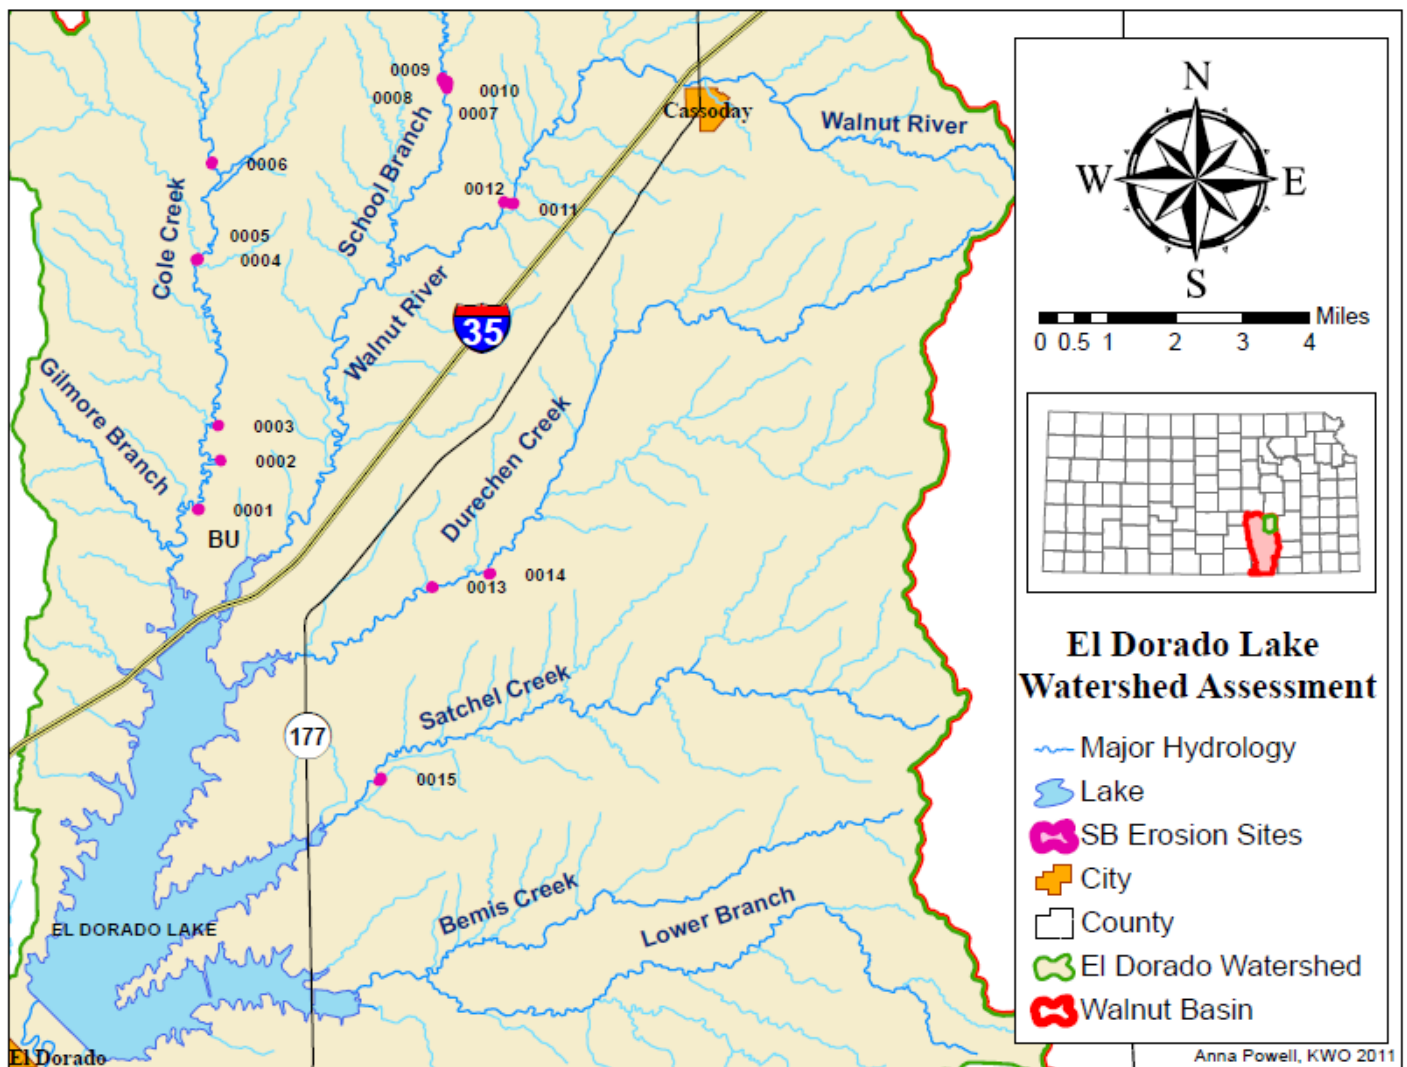 0009
0010
0008
0007
Cassoday
Walnut River
School Branch
0006
0012
0011
Cole Creek
0005
0004
Walnut River
35
Gilmore Branch
0003
0002
0001
BU
Durechen Creek
0014
0013
Satchel Creek
177
0015
Bemis Creek
Lower Branch
EL DORADO LAKE
El Dorado
N
W
E
S
Miles
0 0.5 1 2 3 4
El Dorado Lake
Watershed Assessment
Major Hydrology
Lake
SB Erosion Sites
City
County
El Dorado Watershed
Walnut Basin
Anna Powell, KWO 2011